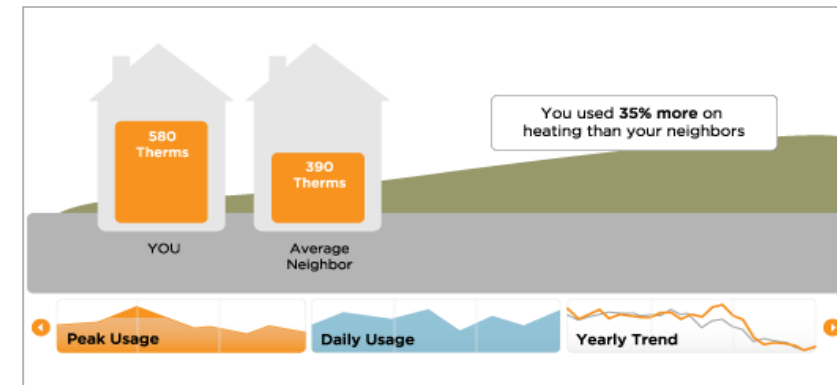 580
Therms
390
Therms
You used 35% more on
heating than your neighbors
YOU
Average
Neighbor
Peak Usage
Daily Usage
Yearly Trend